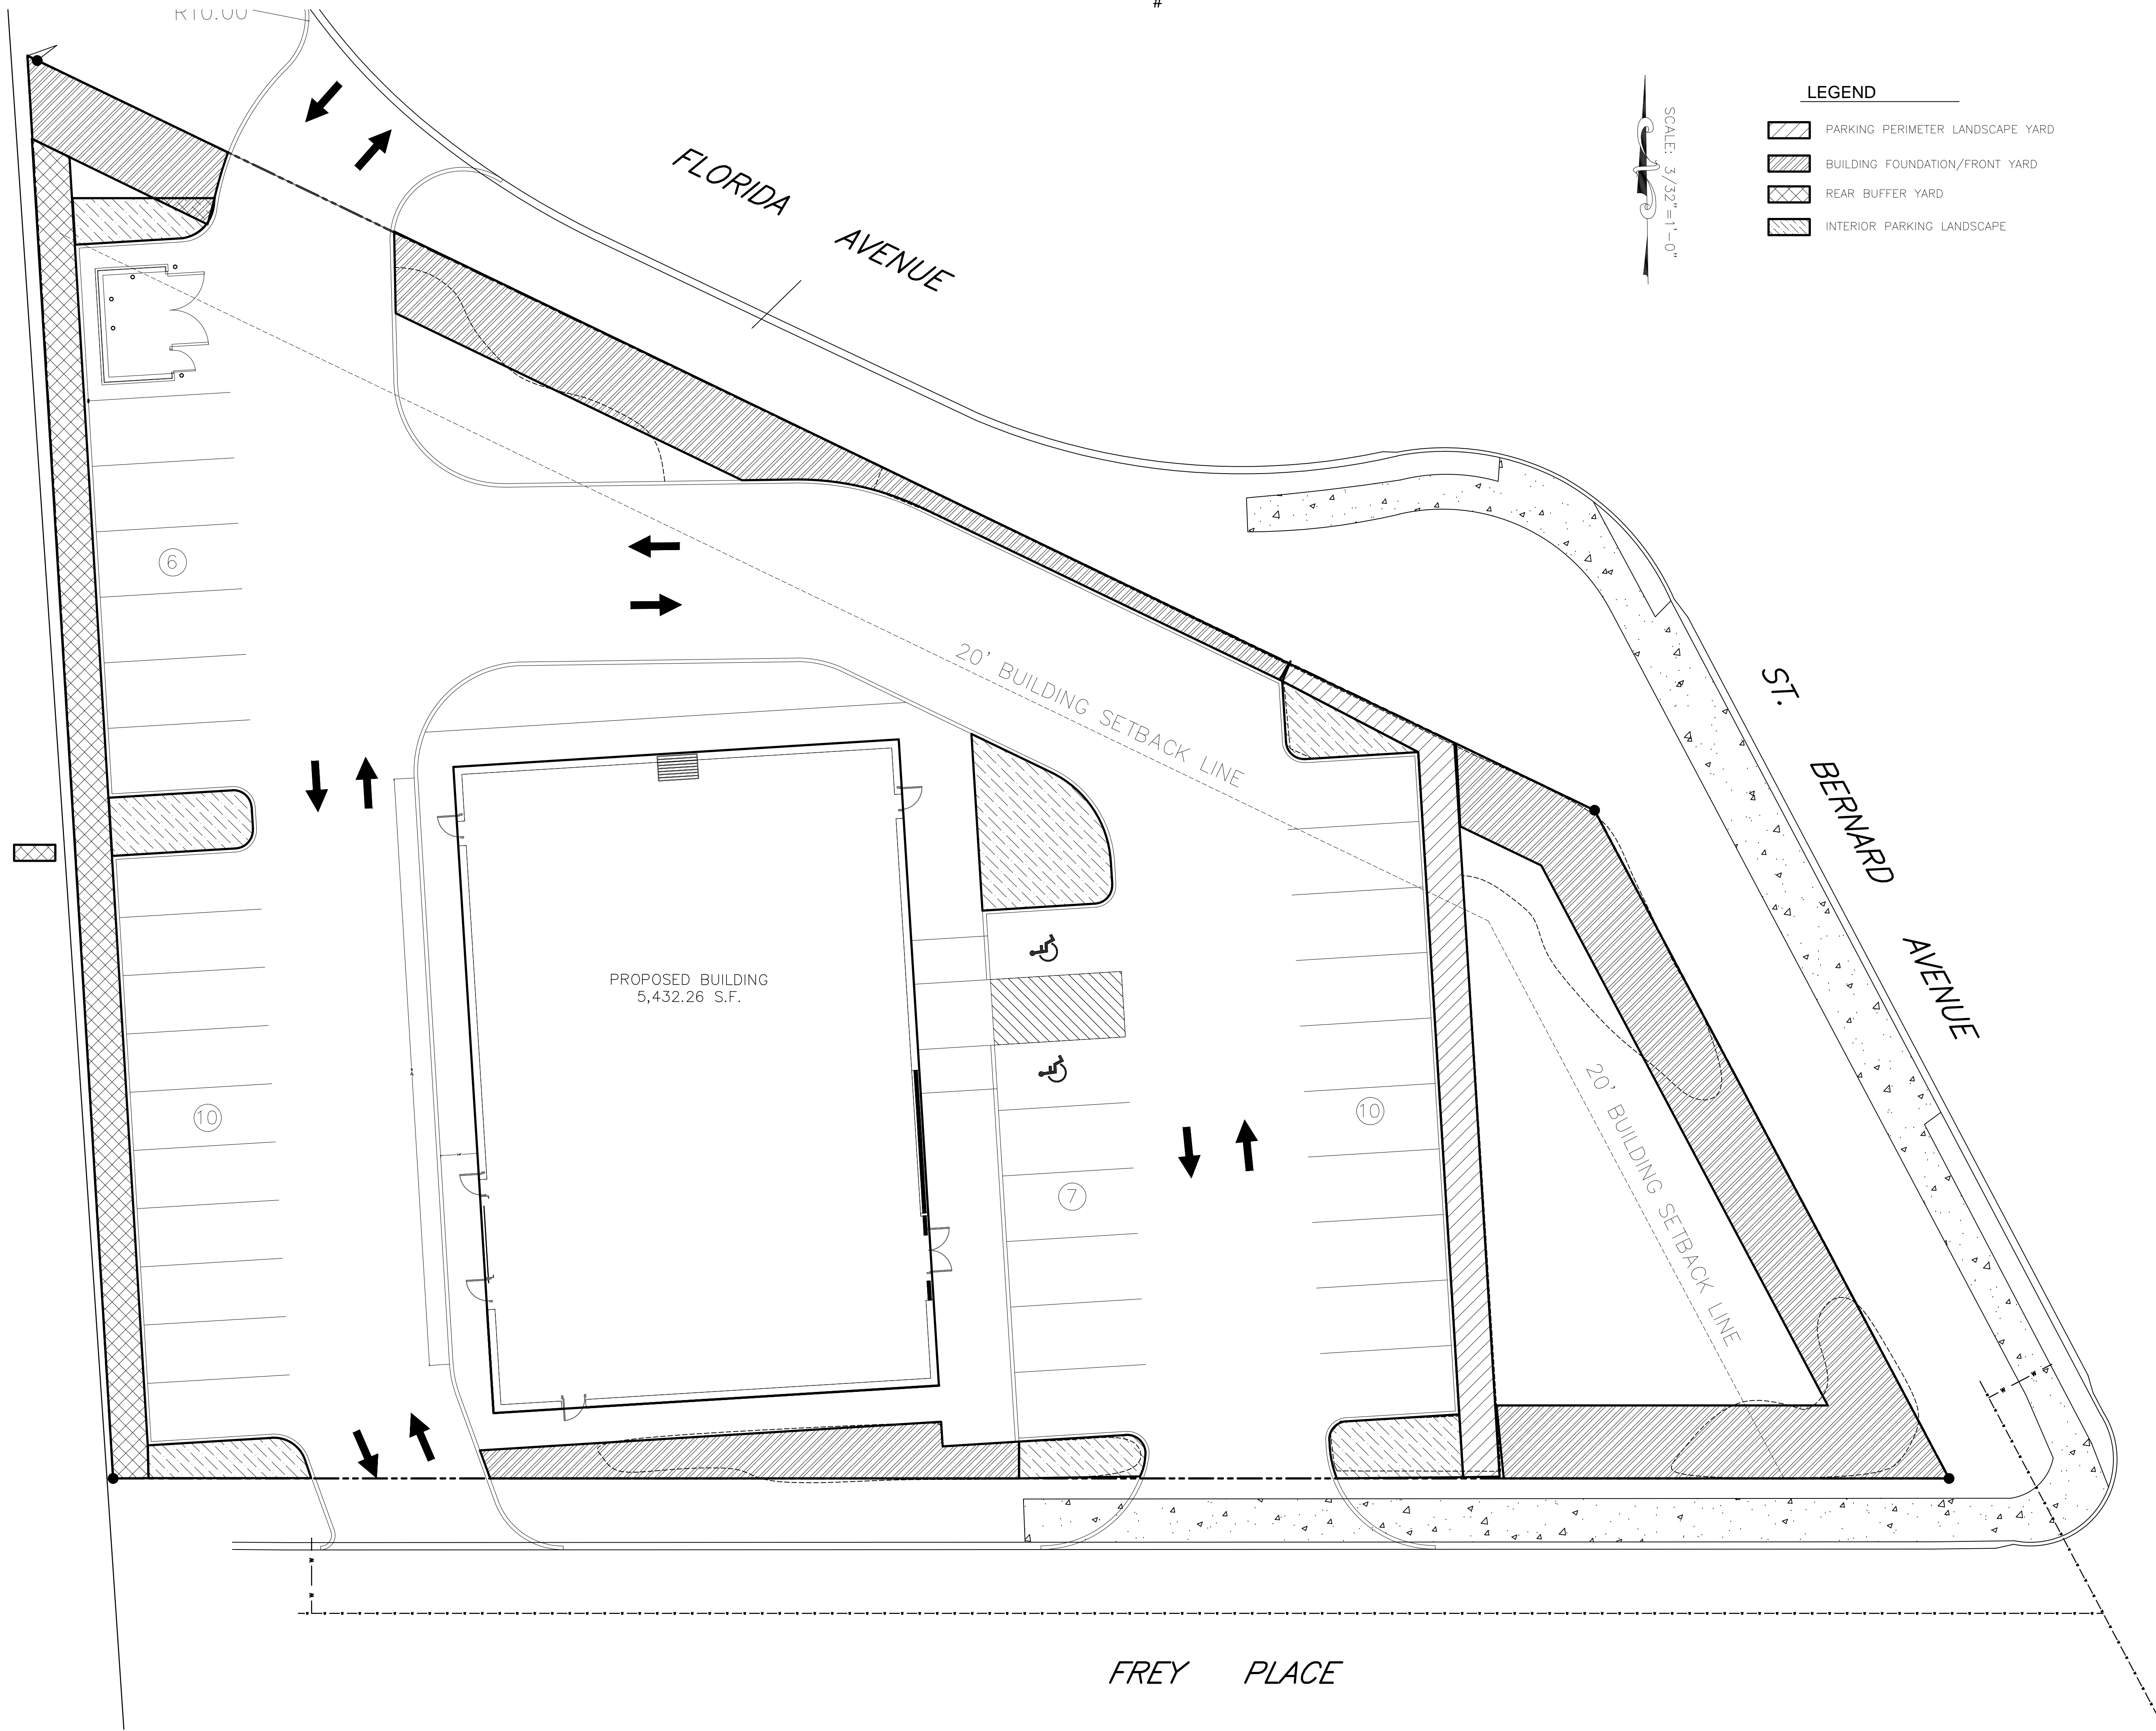 #
R10.00
LEGEND
PARKING PERIMETER LANDSCAPE YARD
BUILDING FOUNDATION/FRONT YARD
REAR BUFFER YARD
INTERIOR PARKING LANDSCAPE
SCALE: 3/32"=1'-0"
FLORIDA AVENUE
6
20' BUILDING SETBACK LINE
ST. BERNARD AVENUE
PROPOSED BUILDING
5,432.26 S.F.
10
10
7
20' BUILDING SETBACK LINE
FREY PLACE